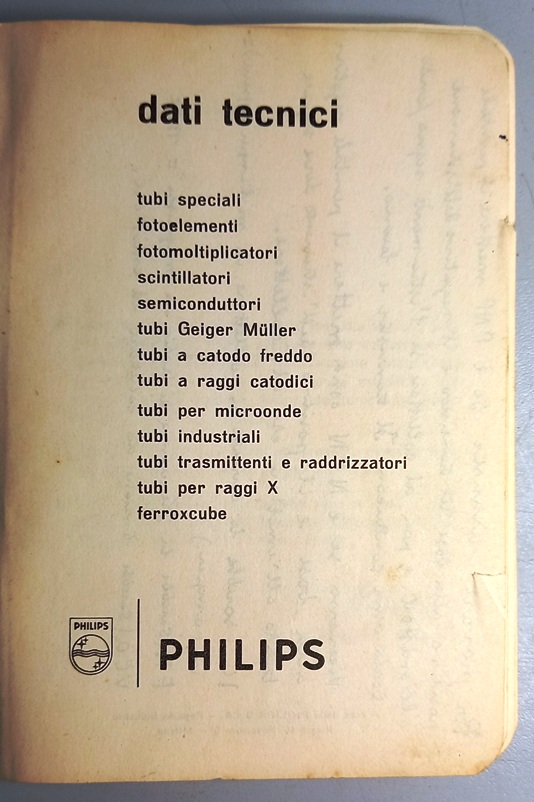 dati tecnici
tubi speciali
fotoelementi
fotomoltiplicatori
scintillatori
semiconduttori
tubi Geiger Müller
tubi a catodo freddo
tubi a raggi catodici
tubi per microonde
tubi industriali
tubi trasmittenti e raddrizzatori
tubi per raggi X
ferroxcube
PHILIPS
PHILIPS